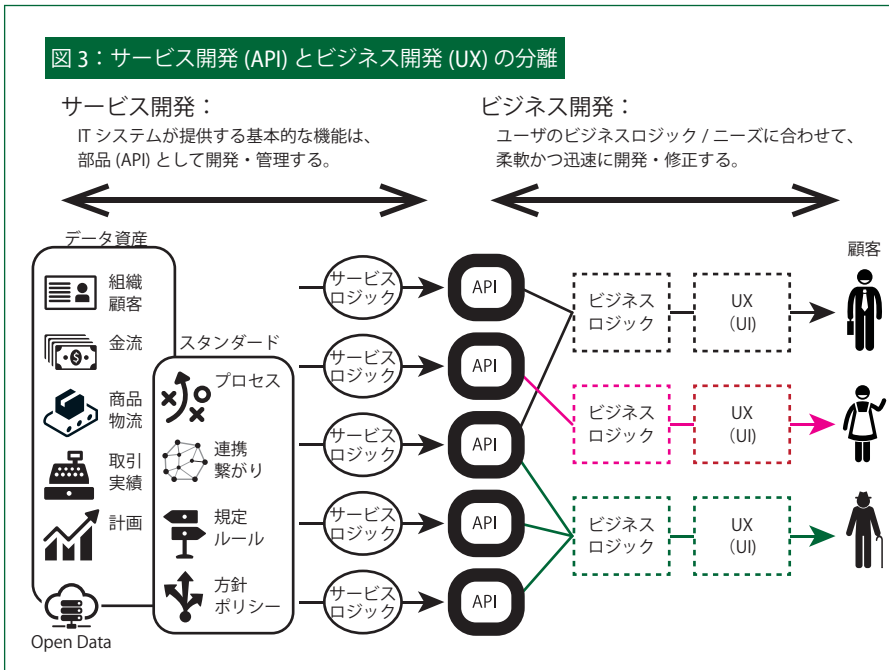 図 3：サービス開発 (API) とビジネス開発 (UX) の分離
サービス開発：
IT システムが提供する基本的な機能は、
部品 (API) として開発・管理する。
ビジネス開発：
ユーザのビジネスロジック / ニーズに合わせて、
柔軟かつ迅速に開発・修正する。
データ資産
組織
顧客
金流
商品
物流
取引
実績
計画
Open Data
スタンダード
プロセス
連携
繋がり
規定
ルール
方針
ポリシー
サービス
ロジック
サービス
ロジック
サービス
ロジック
サービス
ロジック
サービス
ロジック
API
API
API
API
API
ビジネス
ロジック
UX
(UI)
ビジネス
ロジック
UX
(UI)
ビジネス
ロジック
UX
(UI)
顧客